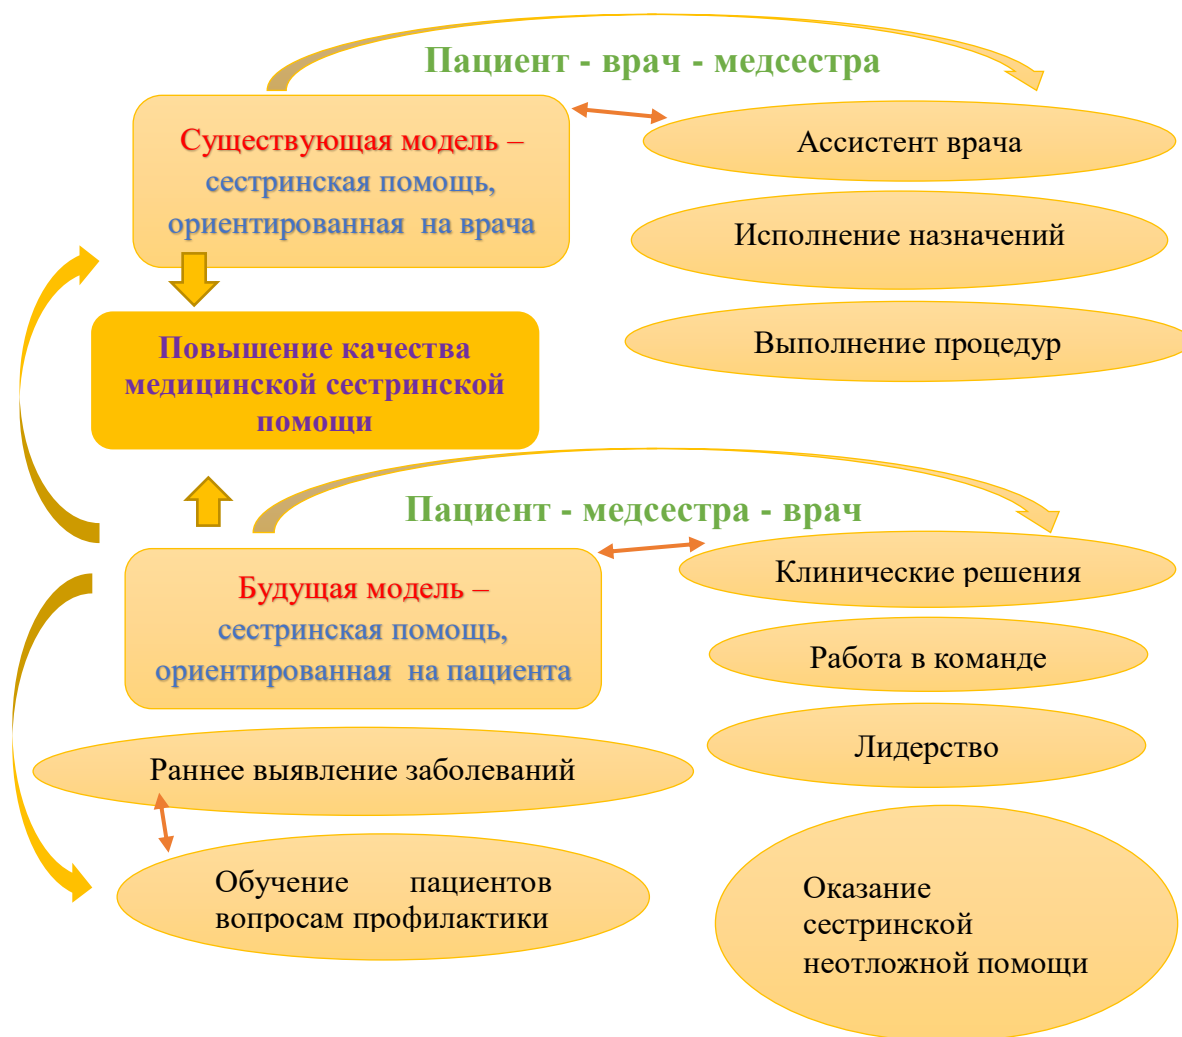 Пациент - врач - медсестра
Существующая модель –
сестринская помощь,
ориентированная на врача
Ассистент врача
Исполнение назначений
Выполнение процедур
Повышение качества
медицинской сестринской
помощи
Пациент - медсестра - врач
Будущая модель –
сестринская помощь,
ориентированная на пациента
Клинические решения
Работа в команде
Лидерство
Раннее выявление заболеваний
Обучение пациентов
вопросам профилактики
Оказание
сестринской
неотложной помощи